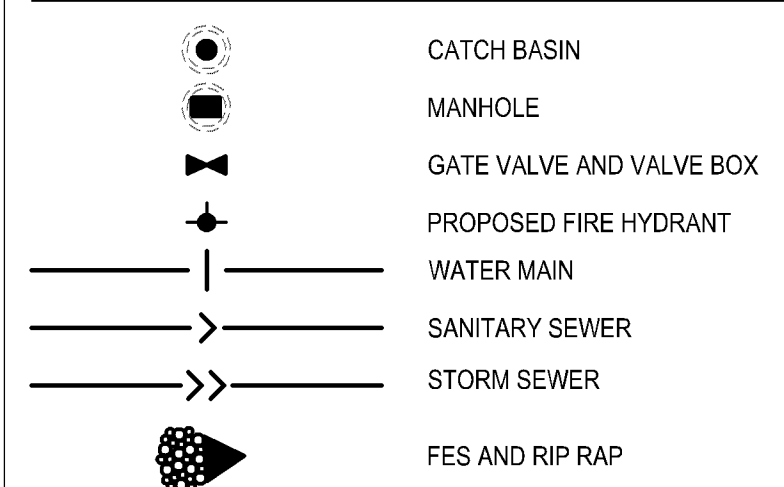 CATCH BASIN
MANHOLE
GATE VALVE AND VALVE BOX
PROPOSED FIRE HYDRANT
WATER MAIN
SANITARY SEWER
STORM SEWER
FES AND RIP RAP